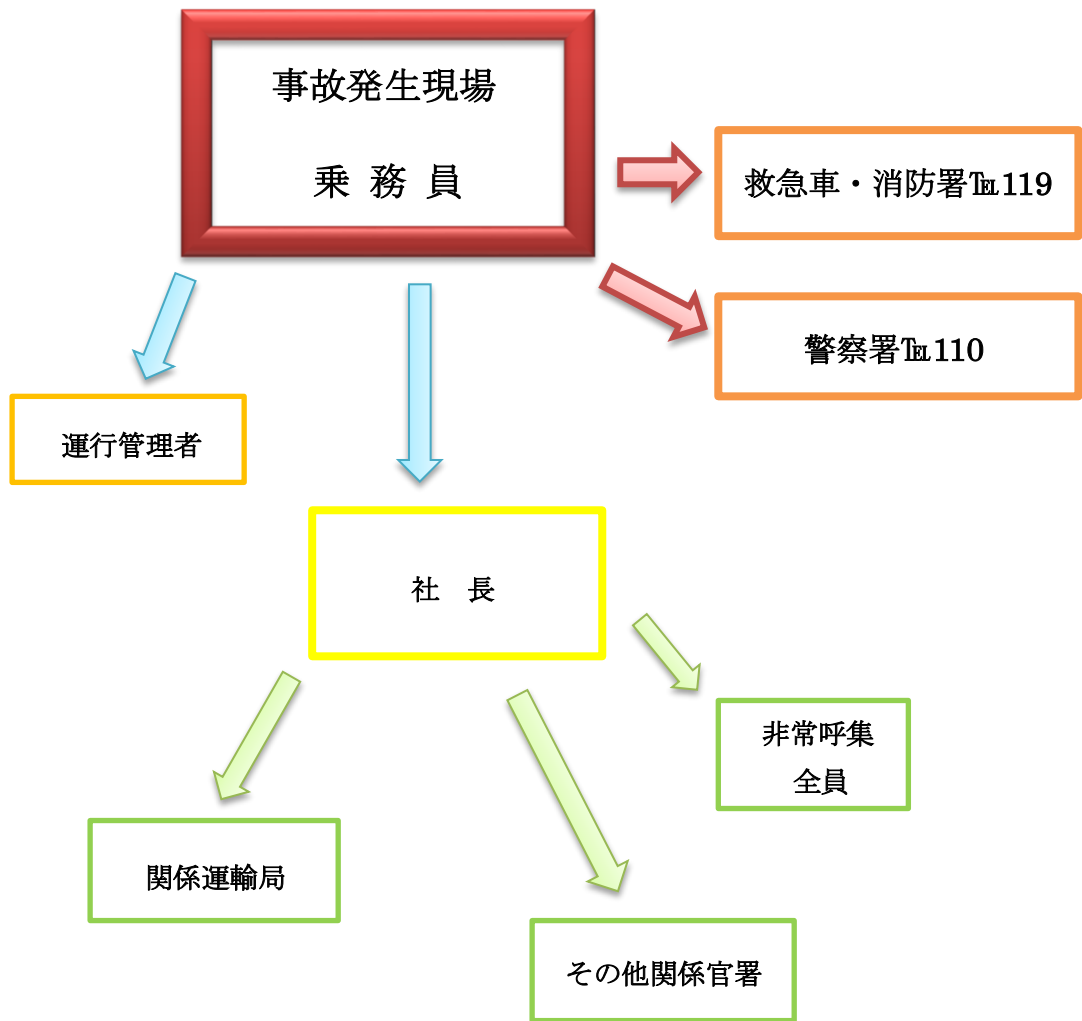 事故発生現場
乗 務 員
救急車・消防署℡119
警察署℡110
運行管理者
社 長
非常呼集
全員
関係運輸局
その他関係官署